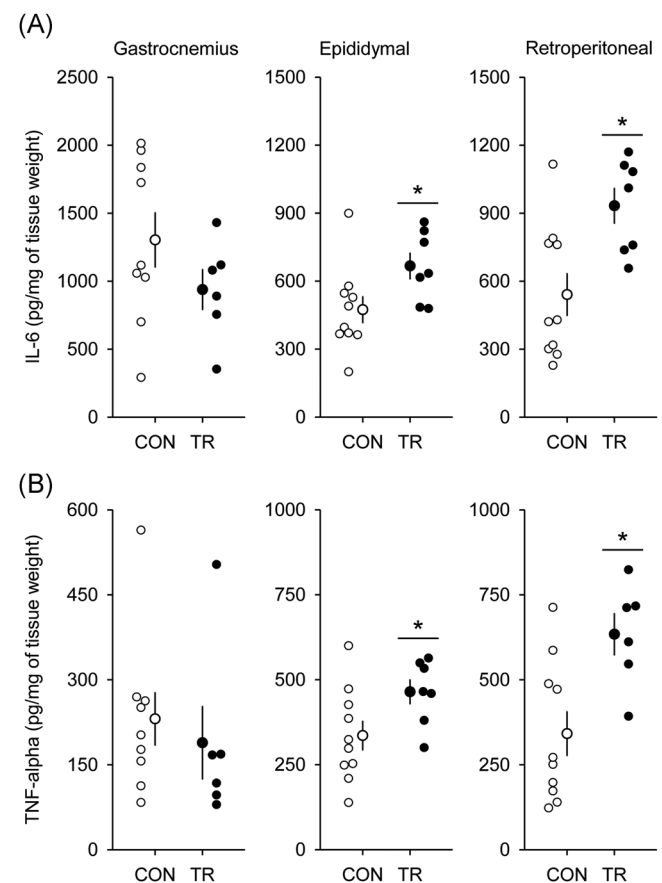 (A)
Gastrocnemius Epididymal Retroperitoneal
IL-6 (pg/mg of tissue weight)
2500 1500 1500
2000 1200 * 1200
1500 900 * 900
1000 600 600
500 300 300
0 0 0
CON TR CON TR CON TR
(B)
TNF-alpha (pg/mg of tissue weight)
600 1000 1000
*
450 750 750
*
300 500 500
150 250 250
0 0 0
CON TR CON TR CON TR